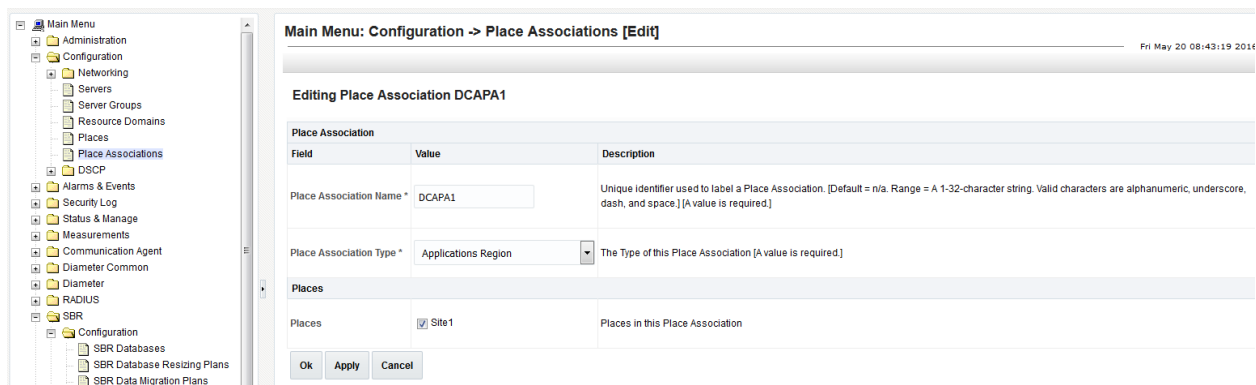 Main Menu
Administration
Configuration
Networking
Servers
Server Groups
Resource Domains
Places
Place Associations
DSCP
Alarms & Events
Security Log
Status & Manage
Measurements
Communication Agent
Diameter Common
Diameter
RADIUS
SBR
Configuration
SBR Databases
SBR Database Resizing Plans
SBR Data Migration Plans
Main Menu: Configuration -> Place Associations [Edit]
Fri May 20 08:43:19 2016
Editing Place Association DCAPA1
Place Association
Field Value Description
Place Association Name * DCAPA1 Unique identifier used to label a Place Association. [Default = n/a. Range = A 1-32-character string. Valid characters are alphanumeric, underscore,
dash, and space.] [A value is required.]
Place Association Type * Applications Region The Type of this Place Association [A value is required.]
Places
Places Site1 Places in this Place Association
Ok Apply Cancel